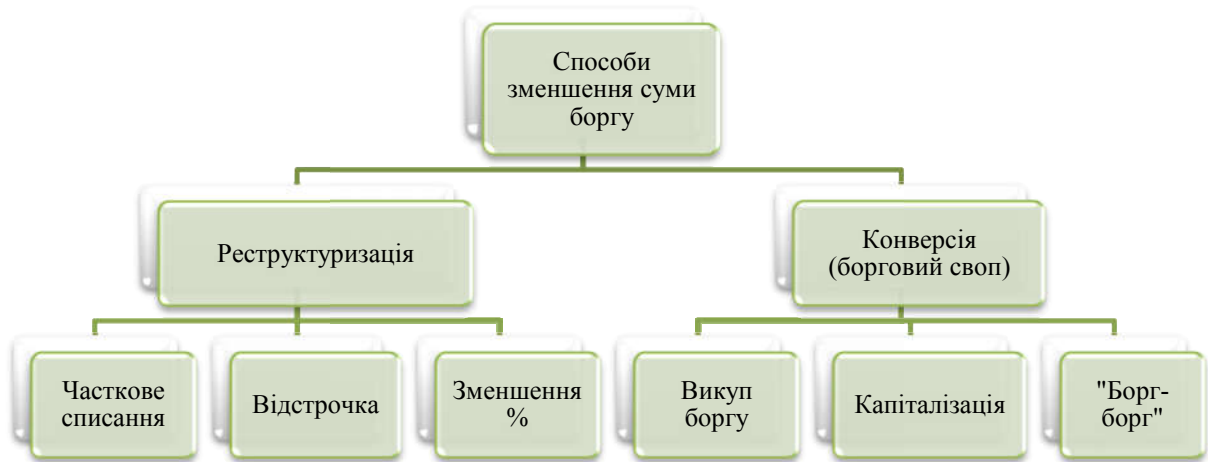 Способи
зменшення суми
боргу
Реструктуризація
Конверсія
(борговий своп)
Часткове
списання
Відстрочка
Зменшення
%
Викуп
боргу
Капіталізація
"Борг-
борг"